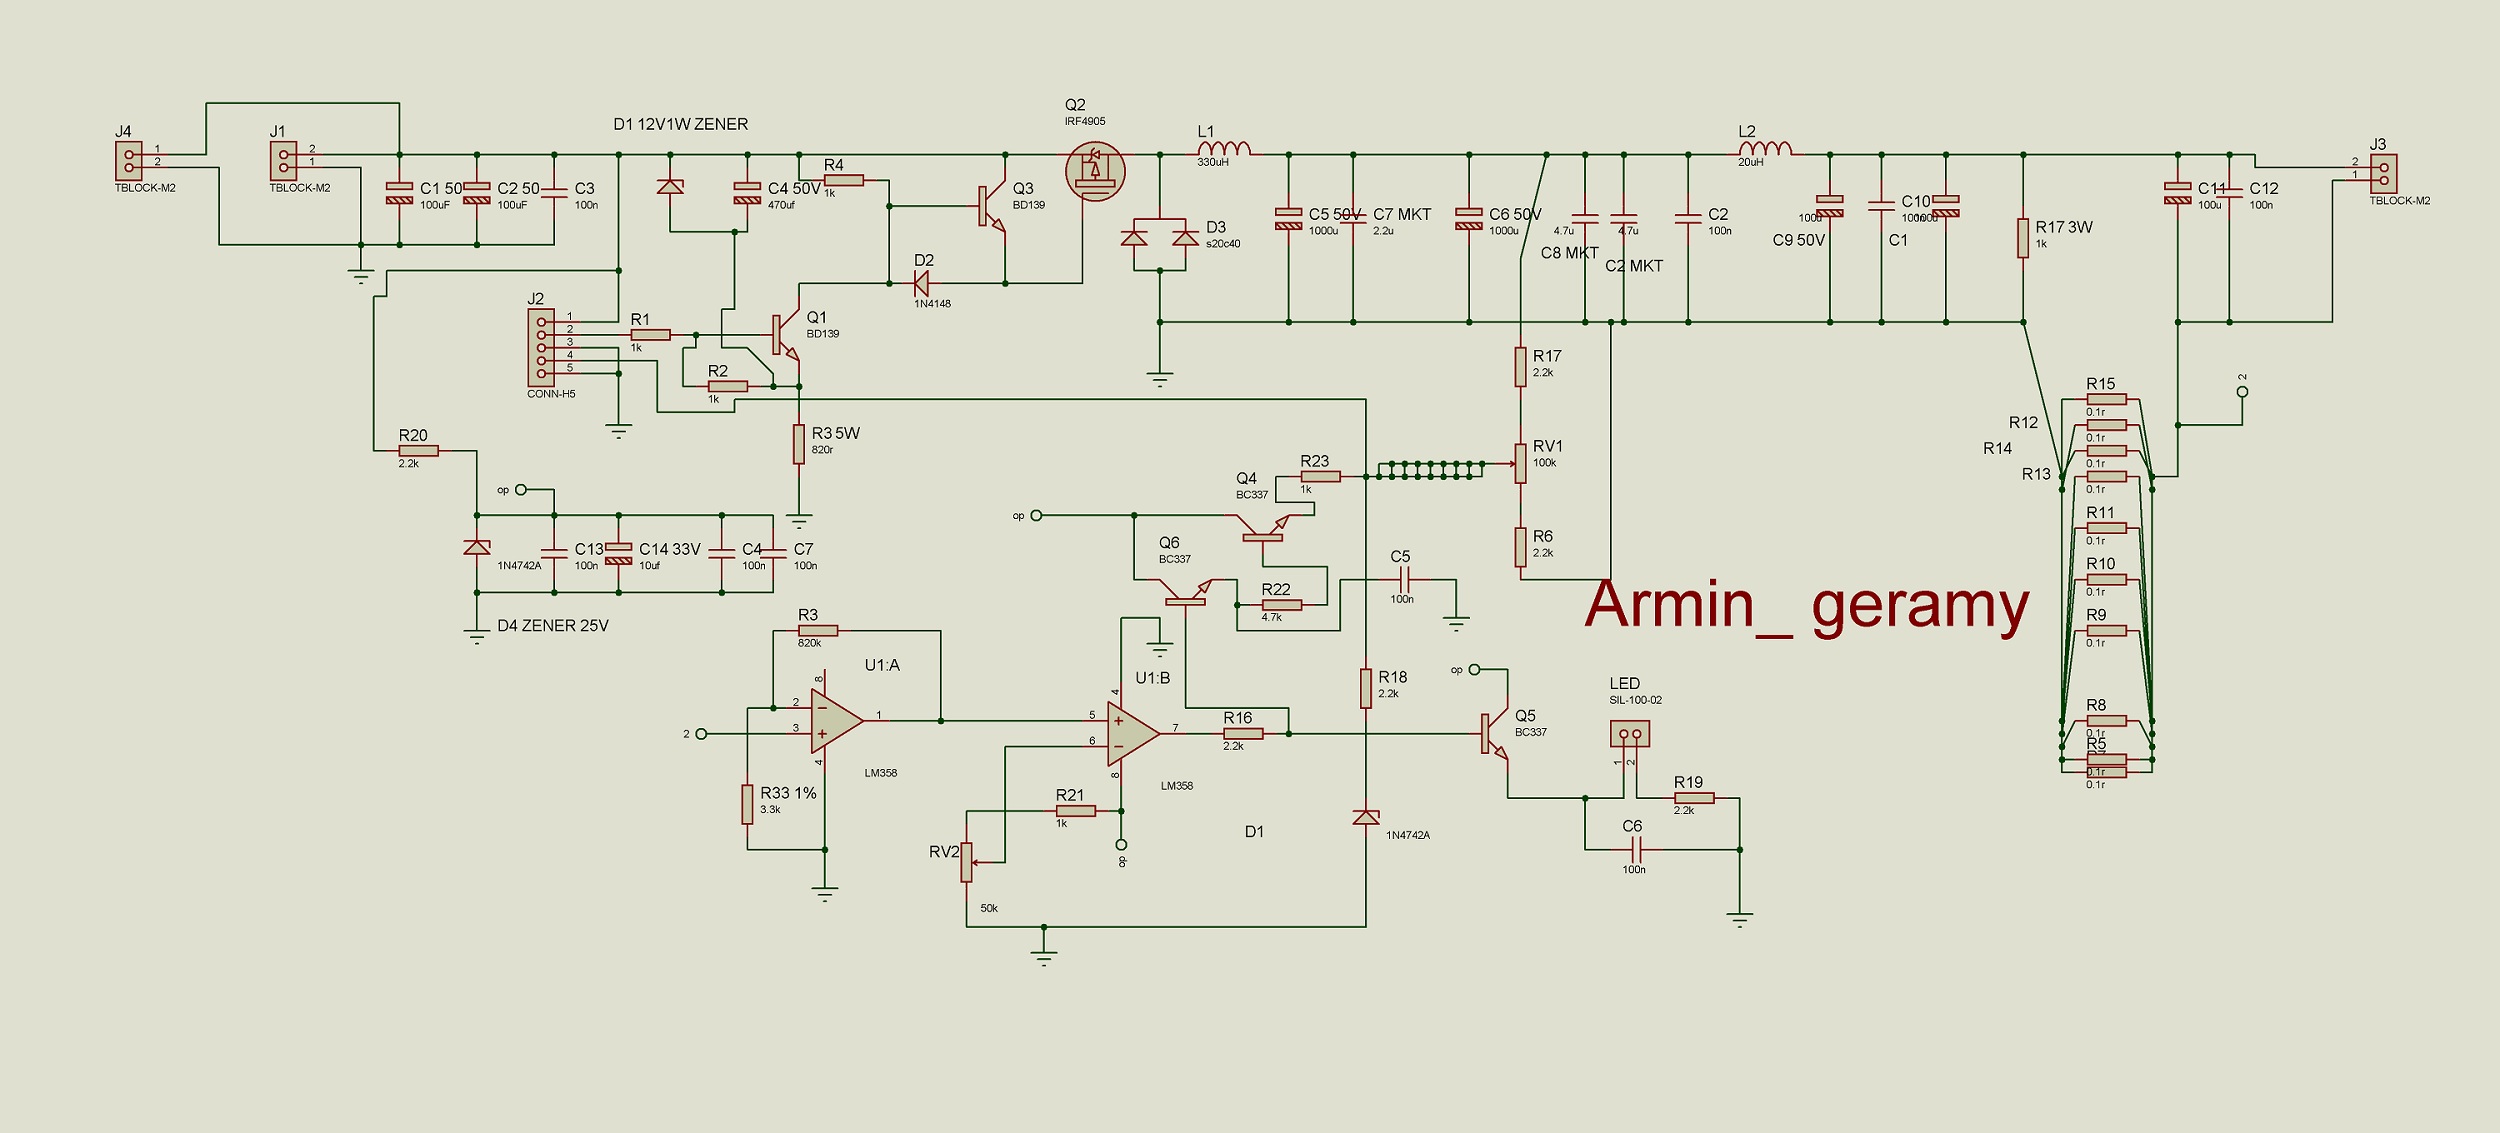 J4
1
2
TBLOCK-M2
J1
2
1
TBLOCK-M2
C1 50
100uF
C2 50
100uF
C3
100n
D1 12V1W ZENER
C4 50V
470uf
R4
1k
Q3
BD139
Q2
IRF4905
D2
1N4148
L1
330uH
D3
s20c40
C5 50V
1000u
C7 MKT
2.2u
C6 50V
1000u
4.7u
C8 MKT
4.7u
C2 MKT
C2
100n
L2
20uH
100u
C9 50V
100n
C1
C10
R17 3W
1k
C11
100u
C12
100n
J3
2
1
TBLOCK-M2
J2
1
2
3
4
5
CONN-H5
R1
1k
R2
1k
Q1
BD139
R3 5W
820r
R20
2.2k
op
1N4742A
C13
100n
C14 33V
10uf
C4
100n
C7
100n
D4 ZENER 25V
op
Q4
BC337
R23
1k
Q6
BC337
R22
4.7k
C5
100n
R17
2.2k
RV1
100k
R6
2.2k
Armin_ geramy
2
R15
0.1r
R12
0.1r
R14
0.1r
R13
0.1r
R11
0.1r
R10
0.1r
R9
0.1r
R8
0.1r
R5
0.1r
0.1r
R3
820k
U1:A
8
2
3
1
4
2
LM358
R33 1%
3.3k
U1:B
4
5
6
7
8
LM358
R16
2.2k
R21
1k
op
RV2
50k
D1
R18
2.2k
1N4742A
op
Q5
BC337
LED
SIL-100-02
1
2
R19
2.2k
C6
100n